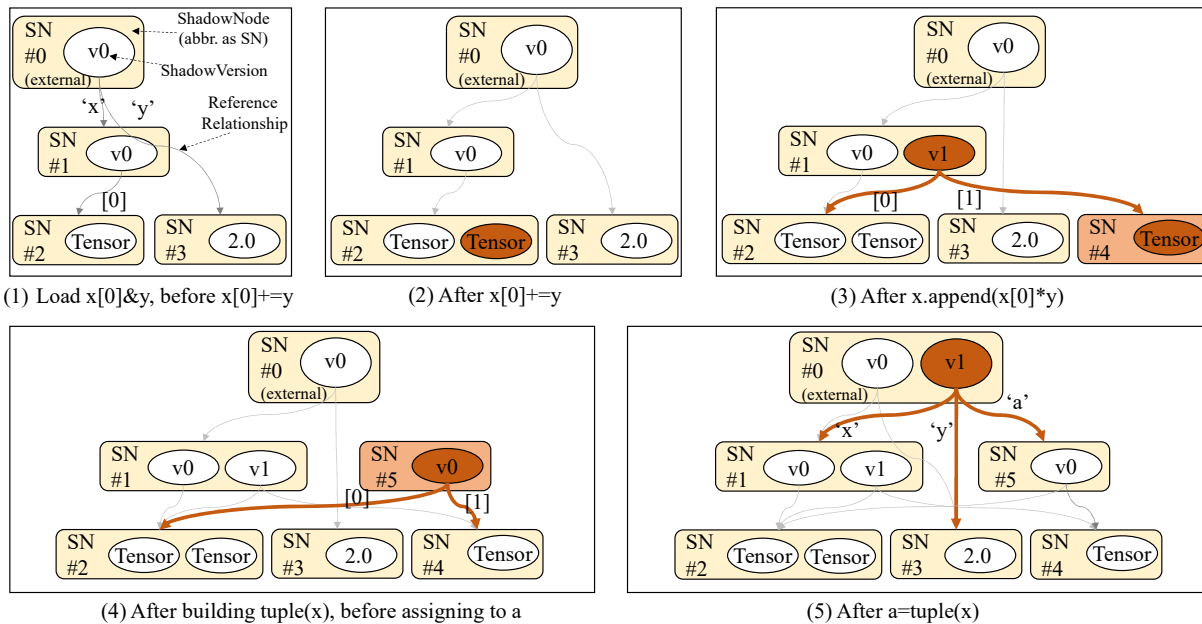 SN
#0
(external)
v0
ShadowNode
(abbr. as SN)
ShadowVersion
‘x’
‘y’
Reference
Relationship
SN
#1
v0
[0]
SN
#2
Tensor
SN
#3
2.0
(1) Load x[0]&y, before x[0]+=y
SN
#0
(external)
v0
SN
#1
v0
SN
#2
Tensor
Tensor
SN
#3
2.0
(2) After x[0]+=y
SN
#0
(external)
v0
SN
#1
v0
v1
[0]
[1]
SN
#2
Tensor
Tensor
SN
#3
2.0
SN
#4
Tensor
(3) After x.append(x[0]*y)
SN
#0
(external)
v0
SN
#1
v0
v1
SN
#5
v0
[0]
[1]
SN
#2
Tensor
Tensor
SN
#3
2.0
SN
#4
Tensor
(4) After building tuple(x), before assigning to a
SN
#0
(external)
v0
v1
‘x’
‘y’
‘a’
SN
#1
v0
v1
SN
#5
v0
SN
#2
Tensor
Tensor
SN
#3
2.0
SN
#4
Tensor
(5) After a=tuple(x)